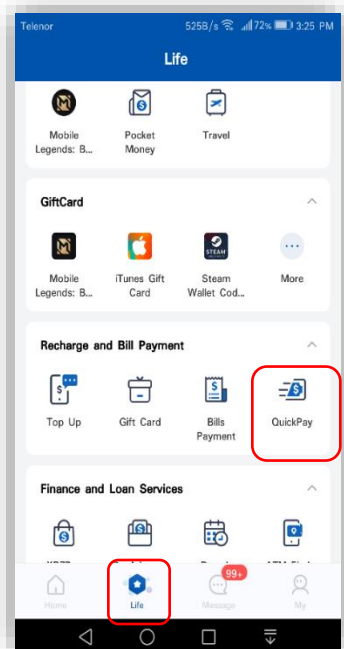 Telenor 525B/s 72% 3:25 PM
Life
Mobile Legends: B... Pocket Money Travel
GiftCard
Mobile Legends: B... iTunes Gift Card Steam Wallet Cod... More
Recharge and Bill Payment
Top Up Gift Card Bills Payment QuickPay
Finance and Loan Services
99+
Home Life Message My